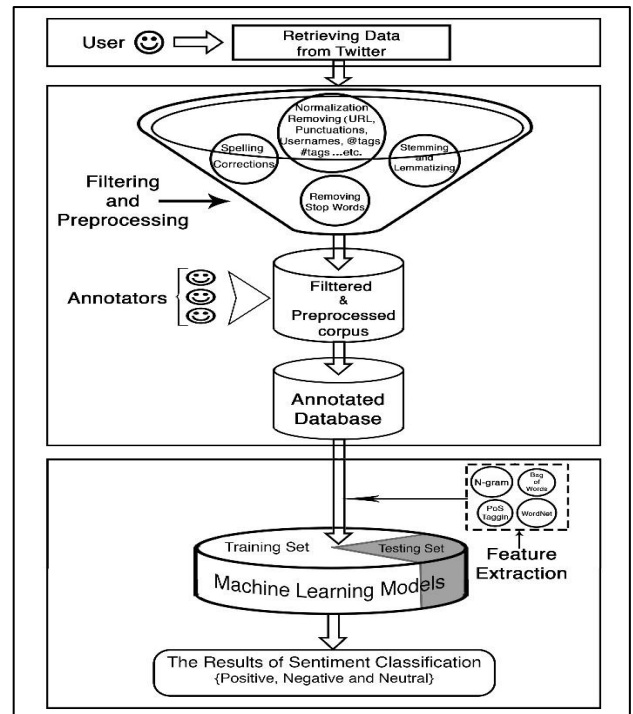 User
Retrieving Data
from Twitter
Normalization
Removing (URL,
Punctuations,
Usernames, @tags
#tags ...etc.
Spelling
Corrections
Stemming
and
Lemmatizing
Removing
Stop Words
Filtering
and
Preprocessing
Annotators
Filttered
&
Preprocessed
corpus
Annotated
Database
N-gram
Bag
of
Words
PoS
Taggin
WordNet
Feature
Extraction
Training Set
Testing Set
Machine Learning Models
The Results of Sentiment Classification
{Positive, Negative and Neutral}